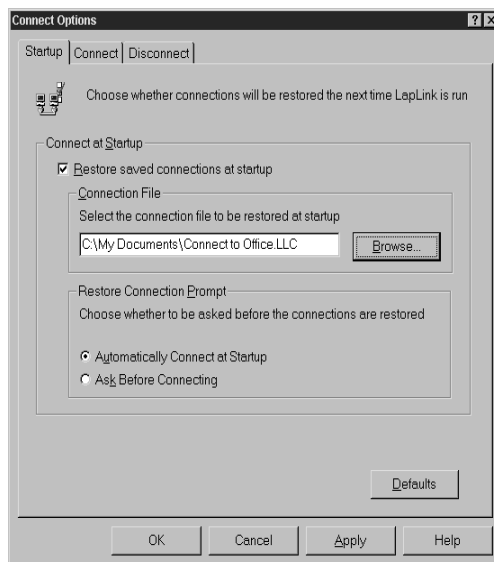 Connect Options
Startup Connect Disconnect
Choose whether connections will be restored the next time LapLink is run
Connect at Startup
Restore saved connections at startup
Connection File
Select the connection file to be restored at startup
C:\My Documents\Connect to Office.LLC Browse...
Restore Connection Prompt
Choose whether to be asked before the connections are restored
Automatically Connect at Startup
Ask Before Connecting
Defaults
OK Cancel Apply Help